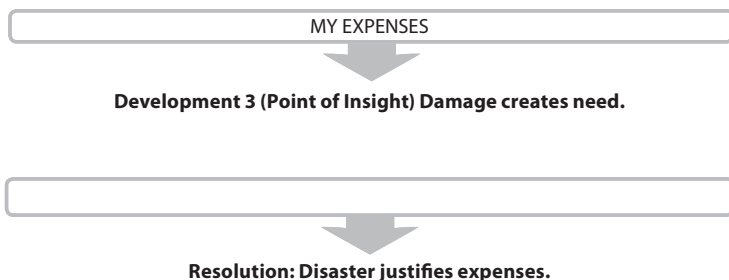 MY EXPENSES
Development 3 (Point of Insight) Damage creates need.
Resolution: Disaster justifies expenses.